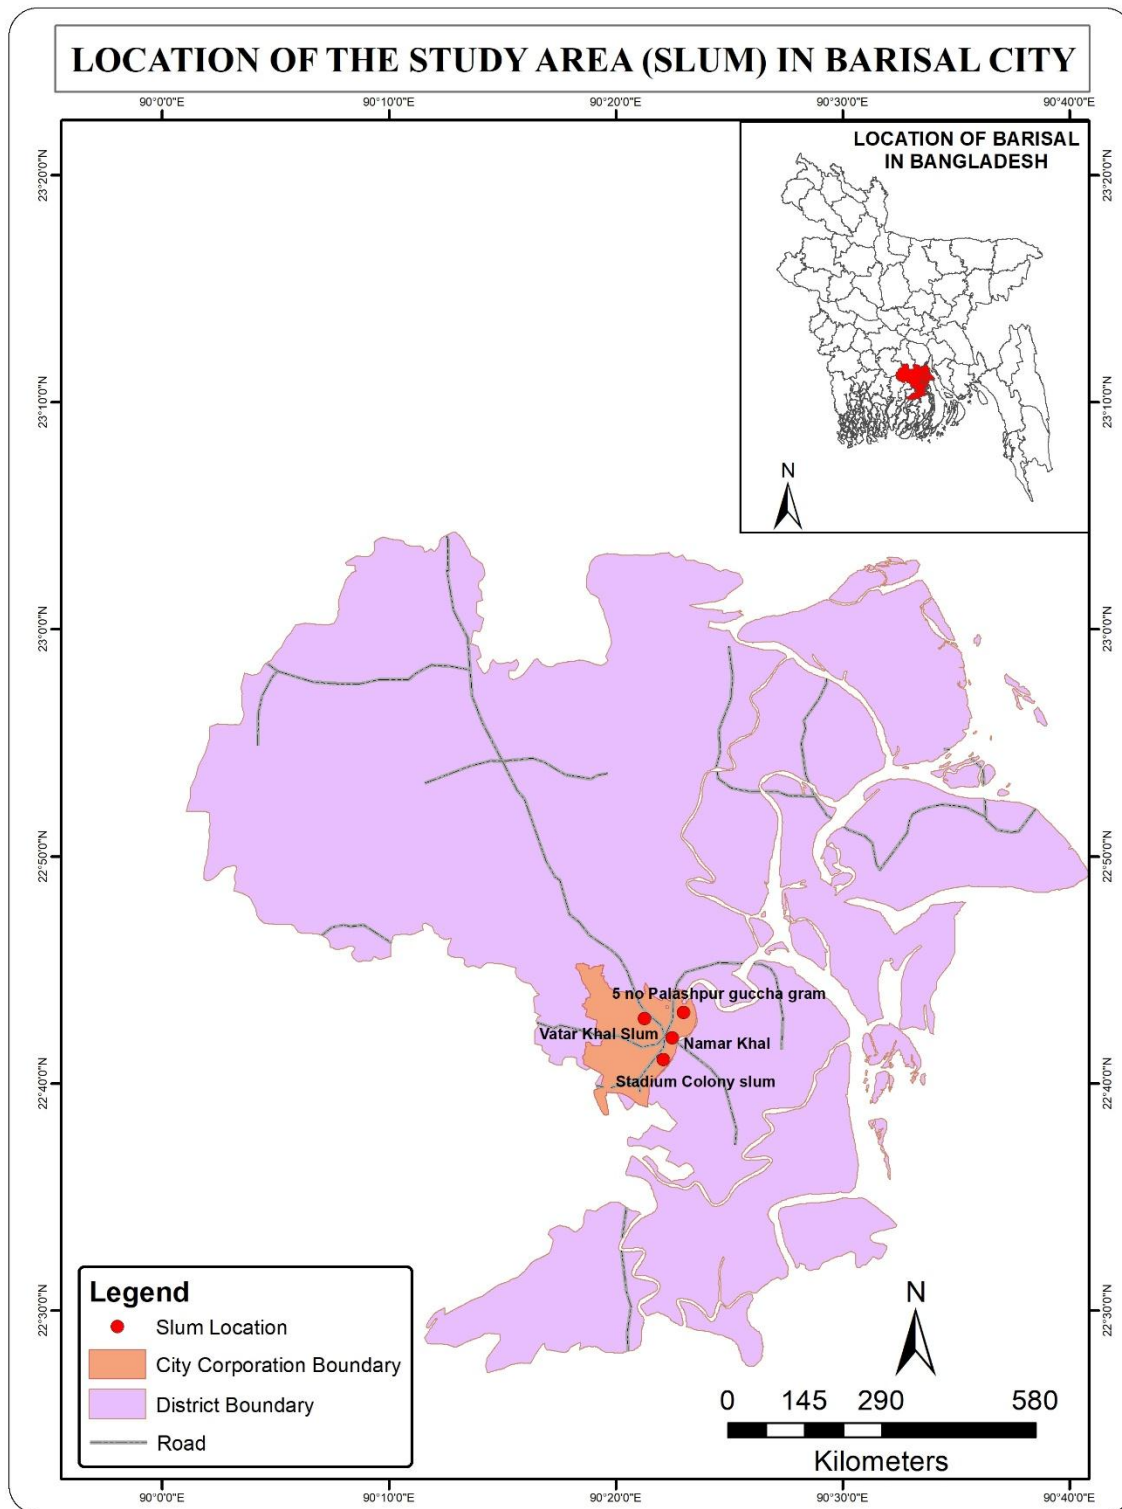 LOCATION OF THE STUDY AREA (SLUM) IN BARISAL CITY
90°0'0"E 90°10'0"E 90°20'0"E 90°30'0"E 90°40'0"E
LOCATION OF BARISAL
IN BANGLADESH
N
23°20'0"N 23°20'0"N
23°10'0"N 23°10'0"N
23°0'0"N 23°0'0"N
22°50'0"N 22°50'0"N
5 no Palashpur guccha gram
Vatar Khal Slum
Namar Khal
Stadium Colony slum
22°40'0"N 22°40'0"N
22°30'0"N 22°30'0"N
Legend
Slum Location
City Corporation Boundary
District Boundary
Road
N
0 145 290 580
Kilometers
90°0'0"E 90°10'0"E 90°20'0"E 90°30'0"E 90°40'0"E